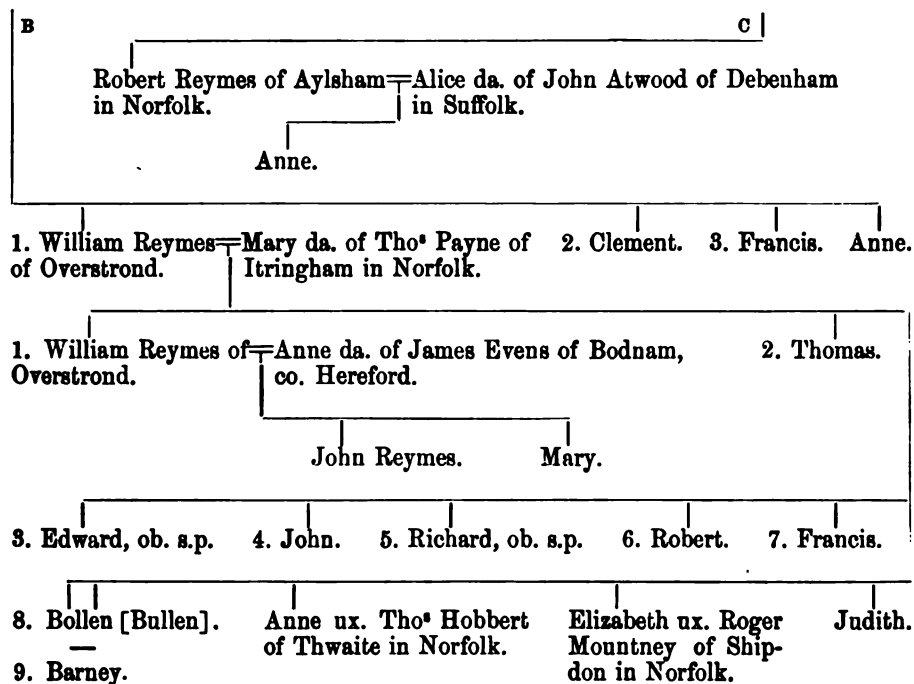 B C
Robert Reymes of Aylsham=Alice da. of John Atwood of Debenham
in Norfolk. in Suffolk.
Anne.
1. William Reymes=Mary da. of Thoˢ Payne of 2. Clement. 3. Francis. Anne.
of Overstrond. Itringham in Norfolk.
1. William Reymes of=Anne da. of James Evens of Bodnam, 2. Thomas.
Overstrond. co. Hereford.
John Reymes. Mary.
3. Edward, ob. s.p. 4. John. 5. Richard, ob. s.p. 6. Robert. 7. Francis.
8. Bollen [Bullen]. Anne ux. Thoˢ Hobbert Elizabeth ux. Roger Judith.
of Thwaite in Norfolk. Mountney of Ship-
9. Barney. don in Norfolk.